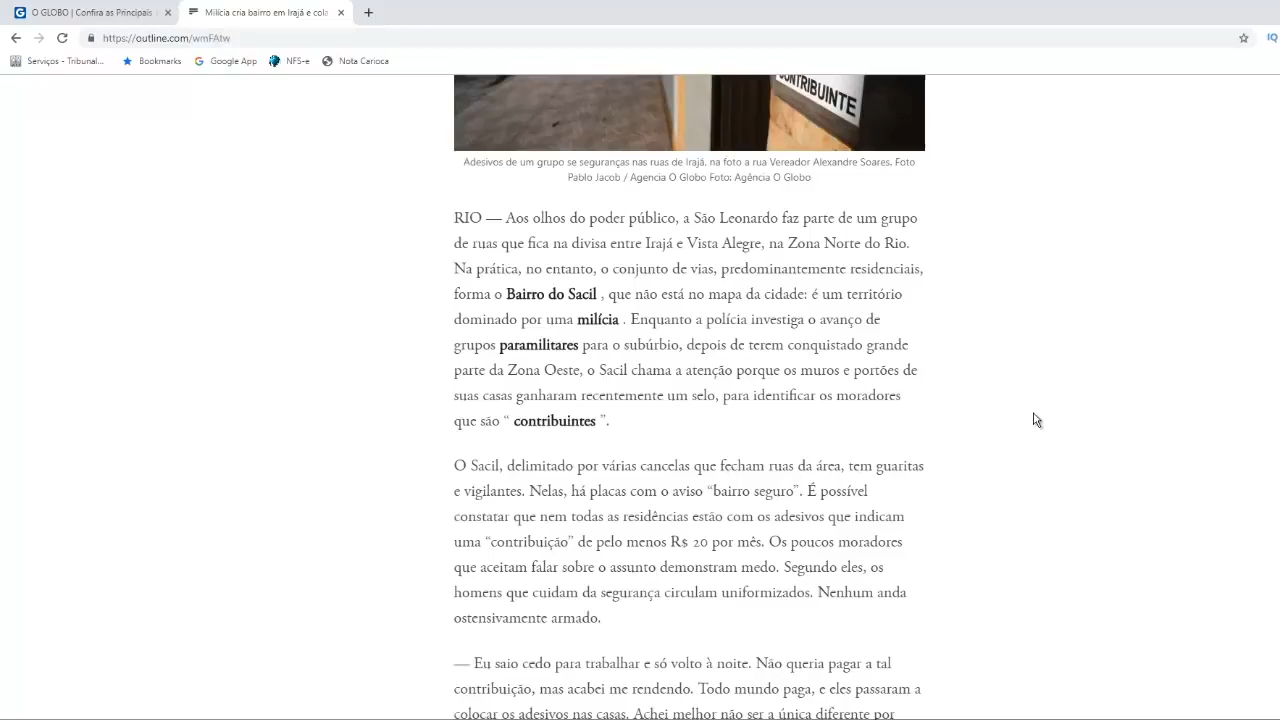 O GLOBO | Confira as Principais
Milícia cria bairro em Irajá e cola
https://outline.com/wmFAtw
IQ
Serviços - Tribunal...
Bookmarks
Google App
NFS-e
Nota Carioca
CONTRIBUINTE
Adesivos de um grupo se seguranças nas ruas de Irajá. na foto a rua Vereador Alexandre Soares. Foto
Pablo Jacob / Agencia O Globo Foto: Agência O Globo
RIO — Aos olhos do poder público, a São Leonardo faz parte de um grupo
de ruas que fica na divisa entre Irajá e Vista Alegre, na Zona Norte do Rio.
Na prática, no entanto, o conjunto de vias, predominantemente residenciais,
forma o Bairro do Sacil , que não está no mapa da cidade: é um território
dominado por uma milícia . Enquanto a polícia investiga o avanço de
grupos paramilitares para o subúrbio, depois de terem conquistado grande
parte da Zona Oeste, o Sacil chama a atenção porque os muros e portões de
suas casas ganharam recentemente um selo, para identificar os moradores
que são “ contribuintes ”.
O Sacil, delimitado por várias cancelas que fecham ruas da área, tem guaritas
e vigilantes. Nelas, há placas com o aviso “bairro seguro”. É possível
constatar que nem todas as residências estão com os adesivos que indicam
uma “contribuição” de pelo menos R$ 20 por mês. Os poucos moradores
que aceitam falar sobre o assunto demonstram medo. Segundo eles, os
homens que cuidam da segurança circulam uniformizados. Nenhum anda
ostensivamente armado.
— Eu saio cedo para trabalhar e só volto à noite. Não queria pagar a tal
contribuição, mas acabei me rendendo. Todo mundo paga, e eles passaram a
colocar os adesivos nas casas. Achei melhor não ser a única diferente por